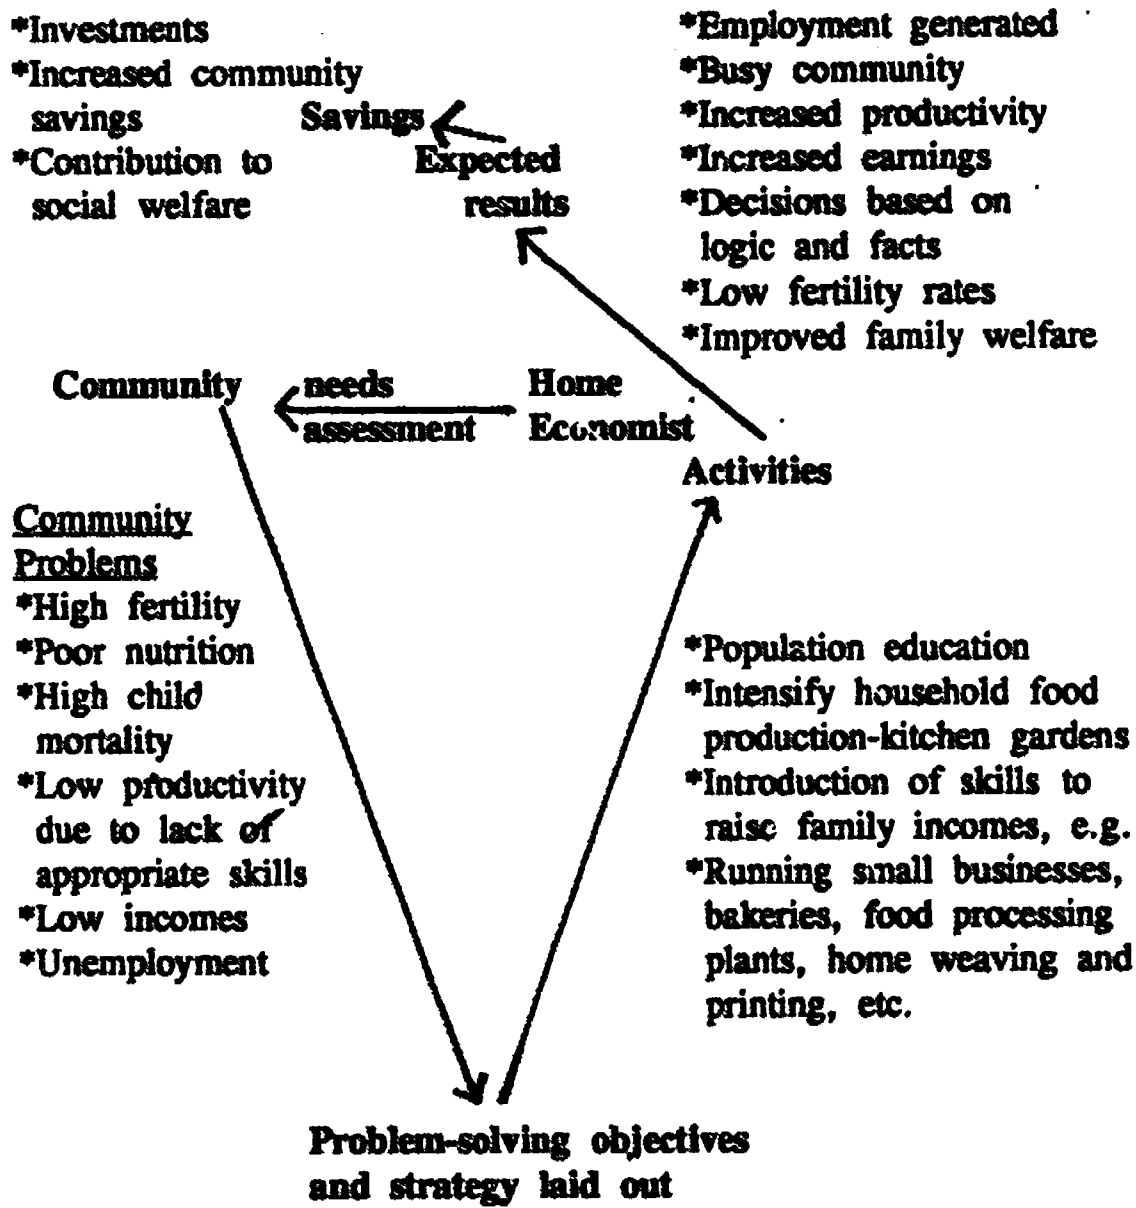 *Investments
*Increased community
savings
*Contribution to
social welfare
Savings
Expected
results
*Employment generated
*Busy community
*Increased productivity
*Increased earnings
*Decisions based on
logic and facts
*Low fertility rates
*Improved family welfare
Community
needs
assessment
Home
Economist
Activities
Community
Problems
*High fertility
*Poor nutrition
*High child
mortality
*Low productivity
due to lack of
appropriate skills
*Low incomes
*Unemployment
*Population education
*Intensify household food
production-kitchen gardens
*Introduction of skills to
raise family incomes, e.g.
*Running small businesses,
bakeries, food processing
plants, home weaving and
printing, etc.
Problem-solving objectives
and strategy laid out